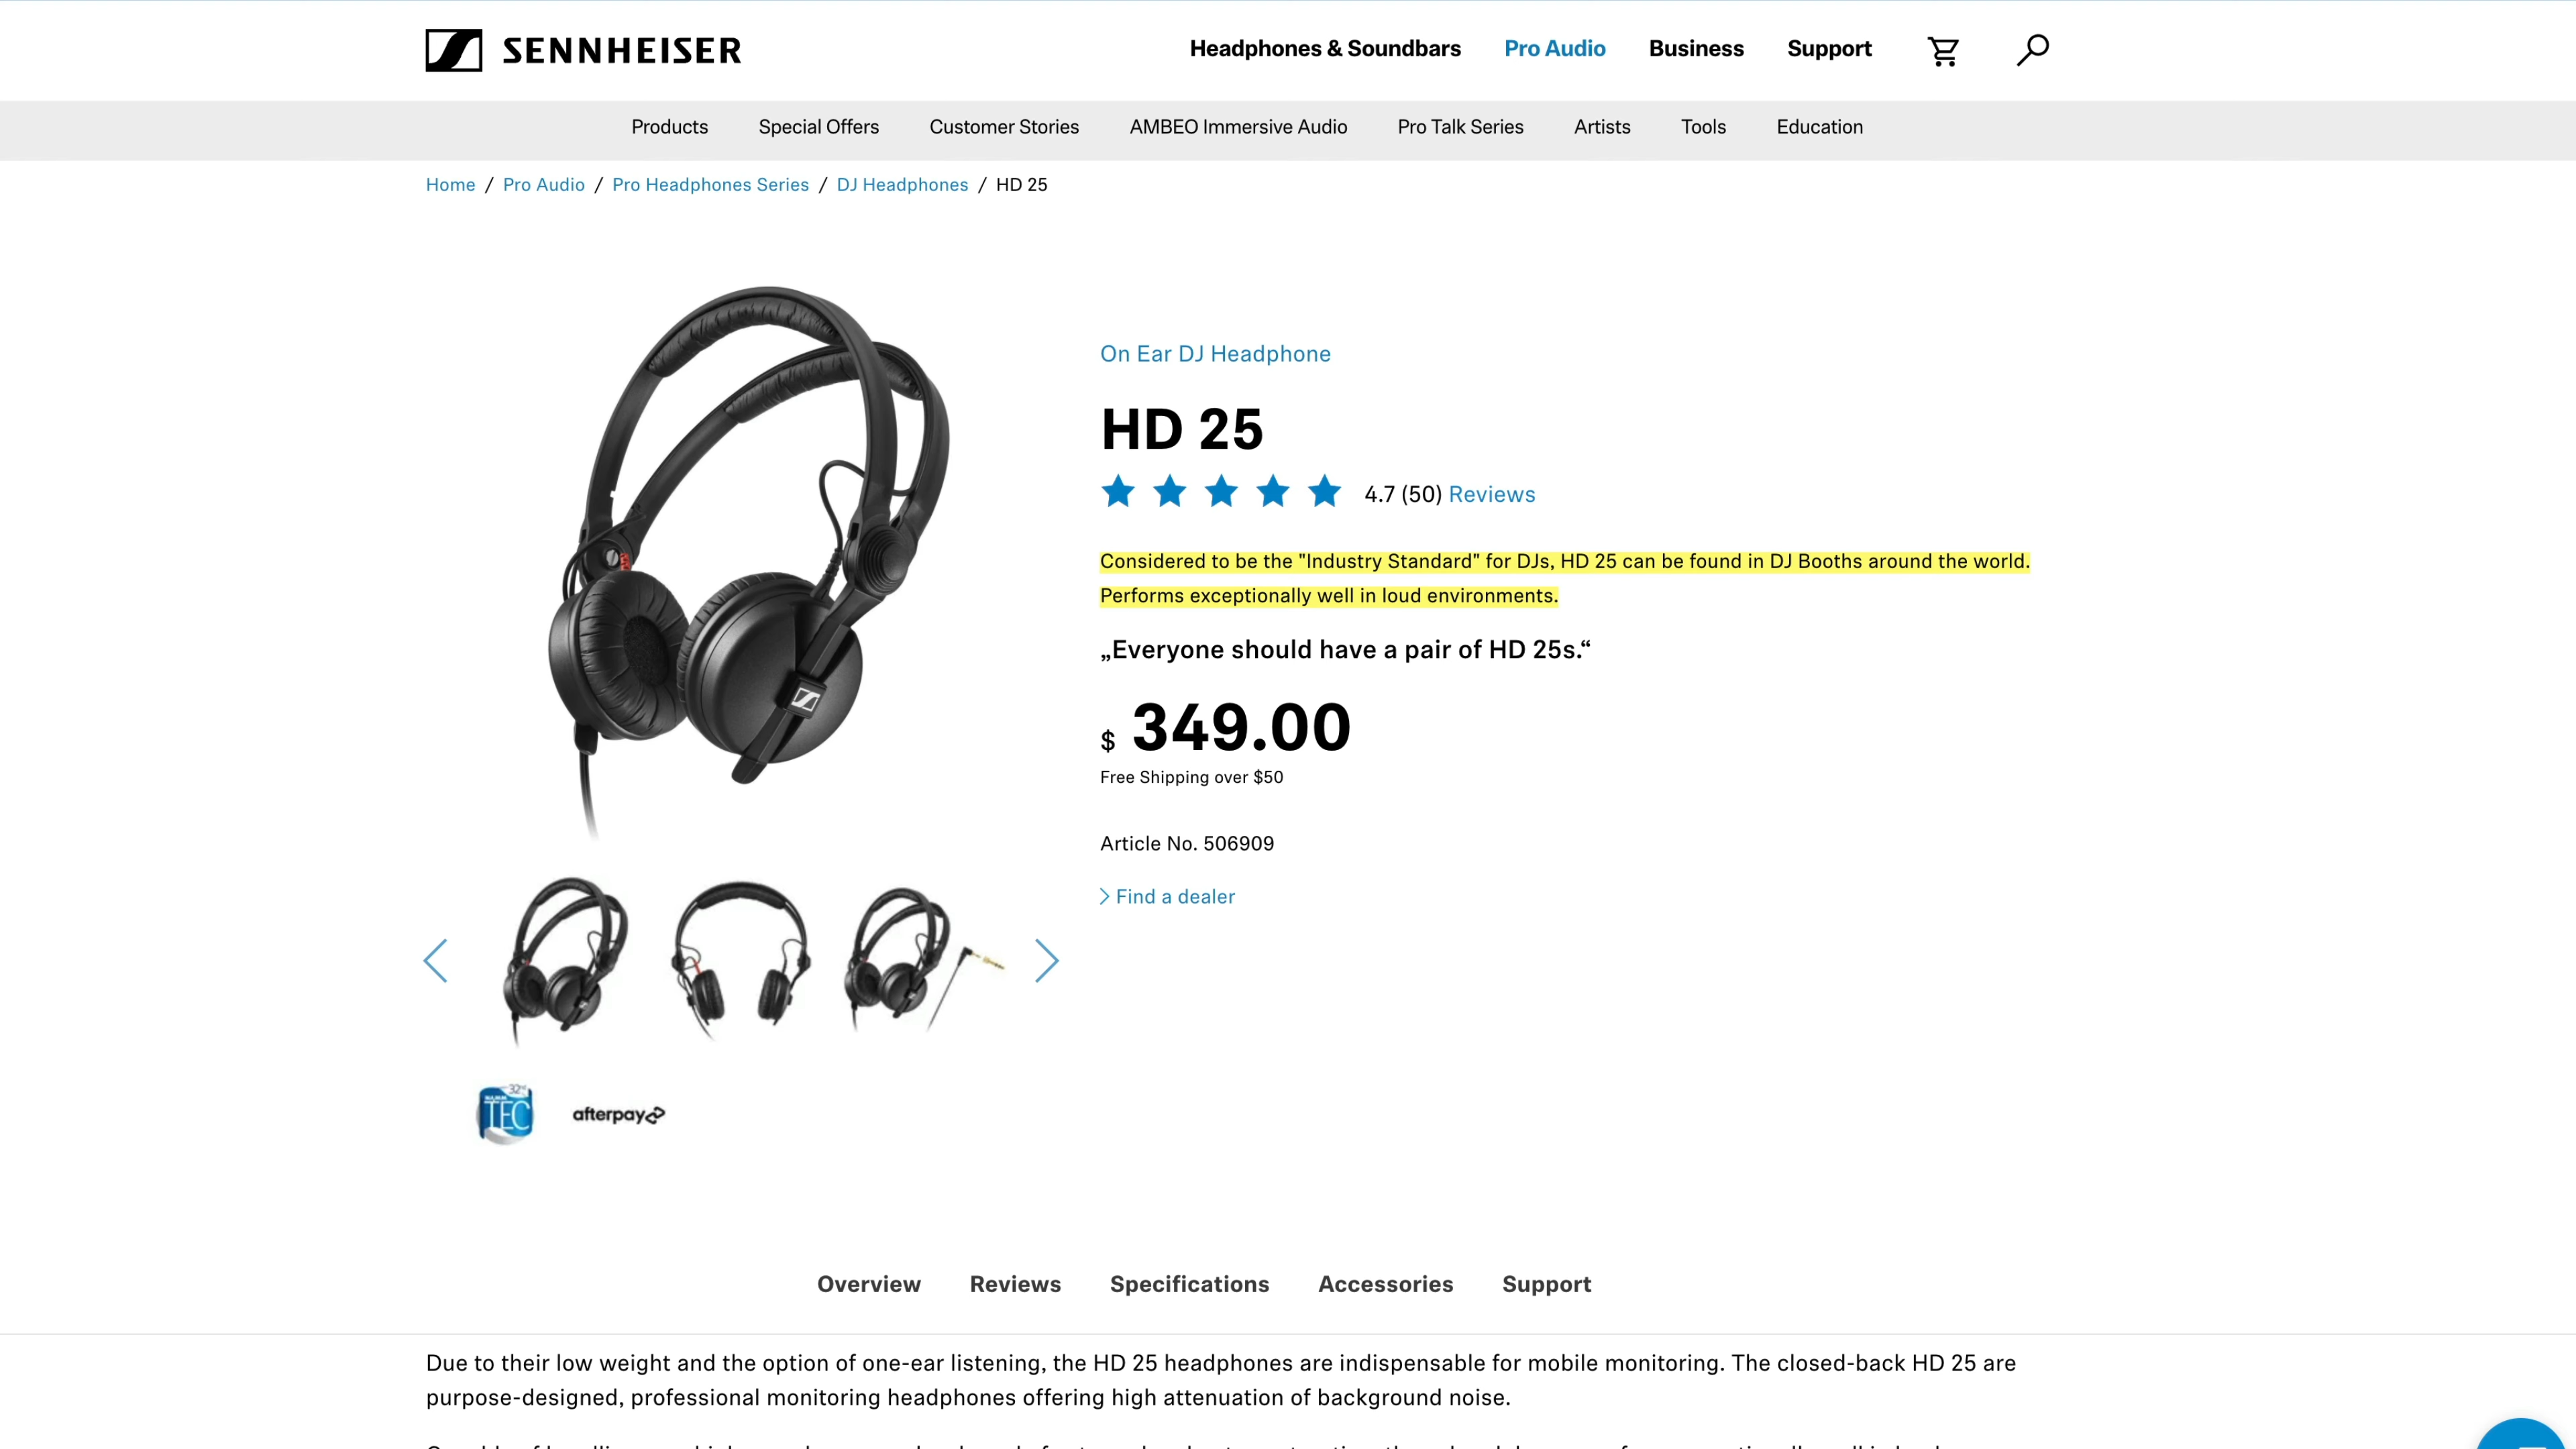 SENNHEISER
Headphones & Soundbars Pro Audio Business Support
Products Special Offers Customer Stories AMBEO Immersive Audio Pro Talk Series Artists Tools Education
Home / Pro Audio / Pro Headphones Series / DJ Headphones / HD 25
On Ear DJ Headphone
HD 25
4.7 (50) Reviews
Considered to be the "Industry Standard" for DJs, HD 25 can be found in DJ Booths around the world.
Performs exceptionally well in loud environments.
„Everyone should have a pair of HD 25s.“
$ 349.00
Free Shipping over $50
Article No. 506909
Find a dealer
TEC
afterpay
Overview Reviews Specifications Accessories Support
Due to their low weight and the option of one-ear listening, the HD 25 headphones are indispensable for mobile monitoring. The closed-back HD 25 are
purpose-designed, professional monitoring headphones offering high attenuation of background noise.